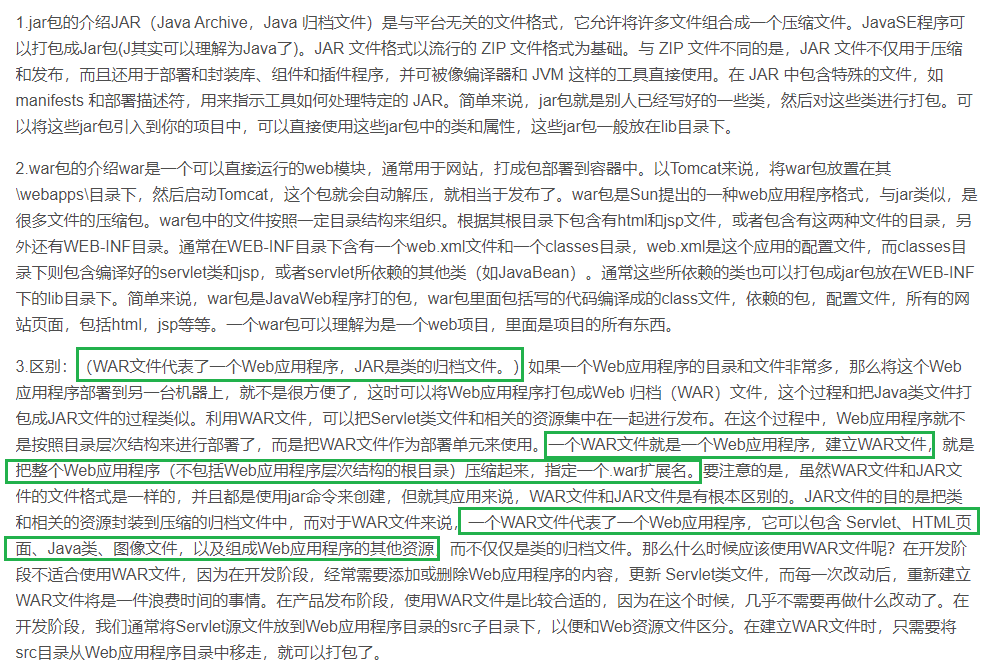 1.jar包的介绍JAR（Java Archive，Java 归档文件）是与平台无关的文件格式，它允许将许多文件组合成一个压缩文件。JavaSE程序可
以打包成Jar包(J其实可以理解为Java了)。JAR 文件格式以流行的 ZIP 文件格式为基础。与 ZIP 文件不同的是，JAR 文件不仅用于压缩
和发布，而且还用于部署和封装库、组件和插件程序，并可被像编译器和 JVM 这样的工具直接使用。在 JAR 中包含特殊的文件，如
manifests 和部署描述符，用来指示工具如何处理特定的 JAR。简单来说，jar包就是别人已经写好的一些类，然后对这些类进行打包。可
以将这些jar包引入到你的项目中，可以直接使用这些jar包中的类和属性，这些jar包一般放在lib目录下。
2.war包的介绍war是一个可以直接运行的web模块，通常用于网站，打成包部署到容器中。以Tomcat来说，将war包放置在其
\webapps\目录下，然后启动Tomcat，这个包就会自动解压，就相当于发布了。war包是Sun提出的一种web应用程序格式，与jar类似，是
很多文件的压缩包。war包中的文件按照一定目录结构来组织。根据其根目录下包含有html和jsp文件，或者包含有这两种文件的目录，另
外还有WEB-INF目录。通常在WEB-INF目录下含有一个web.xml文件和一个classes目录，web.xml是这个应用的配置文件，而classes目
录下则包含编译好的servlet类和jsp，或者servlet所依赖的其他类（如JavaBean）。通常这些所依赖的类也可以打包成jar包放在WEB-INF
下的lib目录下。简单来说，war包是JavaWeb程序打的包，war包里面包括写的代码编译成的class文件，依赖的包，配置文件，所有的网
站页面，包括html，jsp等等。一个war包可以理解为是一个web项目，里面是项目的所有东西。
3.区别：（WAR文件代表了一个Web应用程序，JAR是类的归档文件。）如果一个Web应用程序的目录和文件非常多，那么将这个Web
应用程序部署到另一台机器上，就不是很方便了，这时可以将Web应用程序打包成Web 归档（WAR）文件，这个过程和把Java类文件打
包成JAR文件的过程类似。利用WAR文件，可以把Servlet类文件和相关的资源集中在一起进行发布。在这个过程中，Web应用程序就不
是按照目录层次结构来进行部署了，而是把WAR文件作为部署单元来使用。一个WAR文件就是一个Web应用程序，建立WAR文件，就是
把整个Web应用程序（不包括Web应用程序层次结构的根目录）压缩起来，指定一个.war扩展名。要注意的是，虽然WAR文件和JAR文
件的文件格式是一样的，并且都是使用jar命令来创建，但就其应用来说，WAR文件和JAR文件是有根本区别的。JAR文件的目的是把类
和相关的资源封装到压缩的归档文件中，而对于WAR文件来说，一个WAR文件代表了一个Web应用程序，它可以包含 Servlet、HTML页
面、Java类、图像文件，以及组成Web应用程序的其他资源，而不仅仅是类的归档文件。那么什么时候应该使用WAR文件呢？在开发阶
段不适合使用WAR文件，因为在开发阶段，经常需要添加或删除Web应用程序的内容，更新 Servlet类文件，而每一次改动后，重新建立
WAR文件将是一件浪费时间的事情。在产品发布阶段，使用WAR文件是比较合适的，因为在这个时候，几乎不需要再做什么改动了。在
开发阶段，我们通常将Servlet源文件放到Web应用程序目录的src子目录下，以便和Web资源文件区分。在建立WAR文件时，只需要将
src目录从Web应用程序目录中移走，就可以打包了。